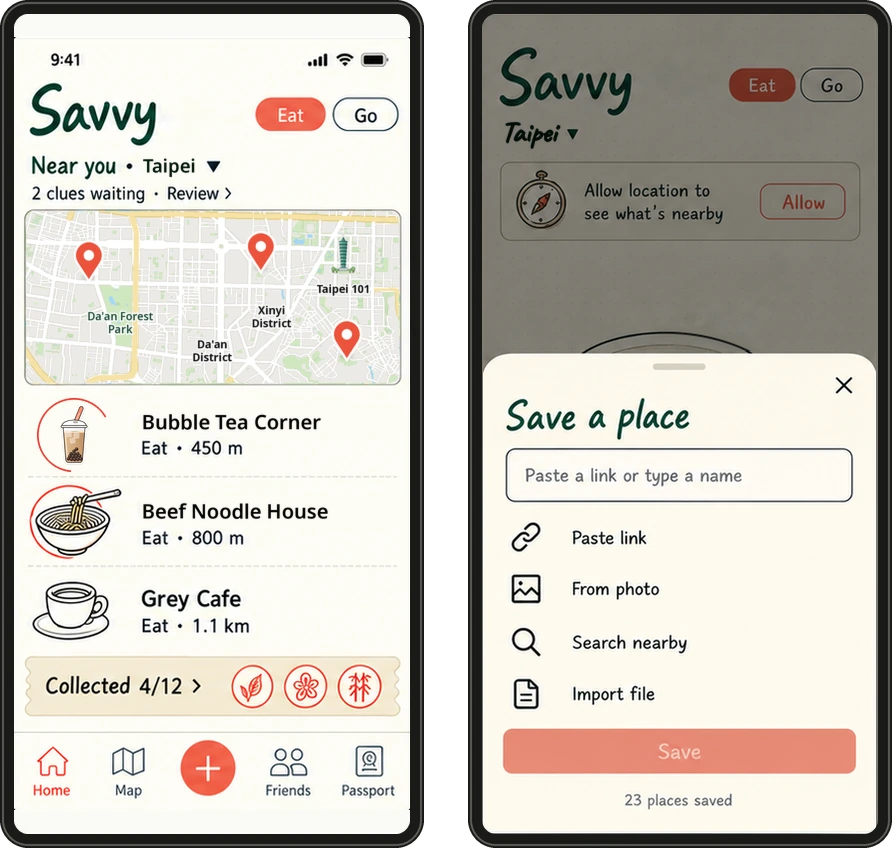 9:41
Savvy
Eat
Go
Near you • Taipei ▼
2 clues waiting · Review >
Taipei 101
Da'an Forest
Park
Xinyi
District
Da'an
District
Bubble Tea Corner
Eat • 450 m
Beef Noodle House
Eat • 800 m
Grey Cafe
Eat • 1.1 km
Collected 4/12 >
Home
Map
Friends
Passport
Savvy
Eat
Go
Taipei ▼
Allow location to
see what's nearby
Allow
Save a place
Paste a link or type a name
Paste link
From photo
Search nearby
Import file
Save
23 places saved